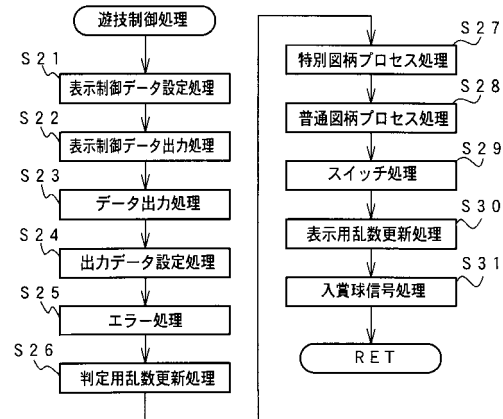 遊技制御処理
S21
表示制御データ設定処理
S22
表示制御データ出力処理
S23
データ出力処理
S24
出力データ設定処理
S25
エラー処理
S26
判定用乱数更新処理
S27
特別図柄プロセス処理
S28
普通図柄プロセス処理
S29
スイッチ処理
S30
表示用乱数更新処理
S31
入賞球信号処理
RET